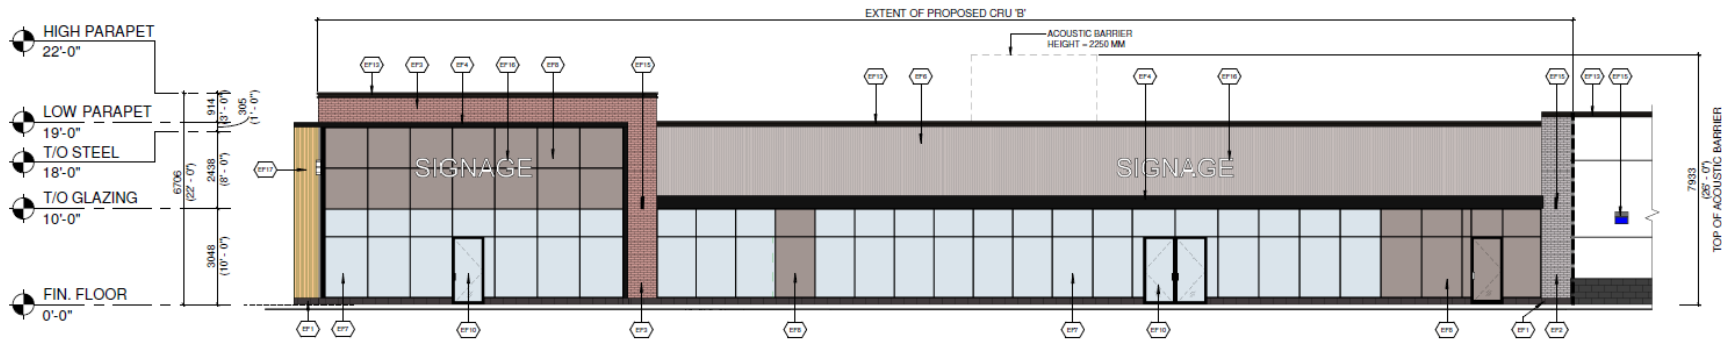 EXTENT OF PROPOSED CRU 'B'
HIGH PARAPET
22'-0"
ACOUSTIC BARRIER
HEIGHT = 2250 MM
EF13
EF3
EF4
EF16
EF8
EF15
EF13
EF6
EF4
EF16
EF15
EF13
EF15
LOW PARAPET
19'-0"
914
(3' - 0")
305
(1' - 0")
T/O STEEL
18'-0"
6706
(22' - 0")
2438
(8' - 0")
EF17
SIGNAGE
SIGNAGE
7933
(26' - 0")
TOP OF ACOUSTIC BARRIER
T/O GLAZING
10'-0"
3048
(10' - 0")
FIN. FLOOR
0'-0"
EF1
EF7
EF10
EF3
EF7
EF10
EF1
EF2